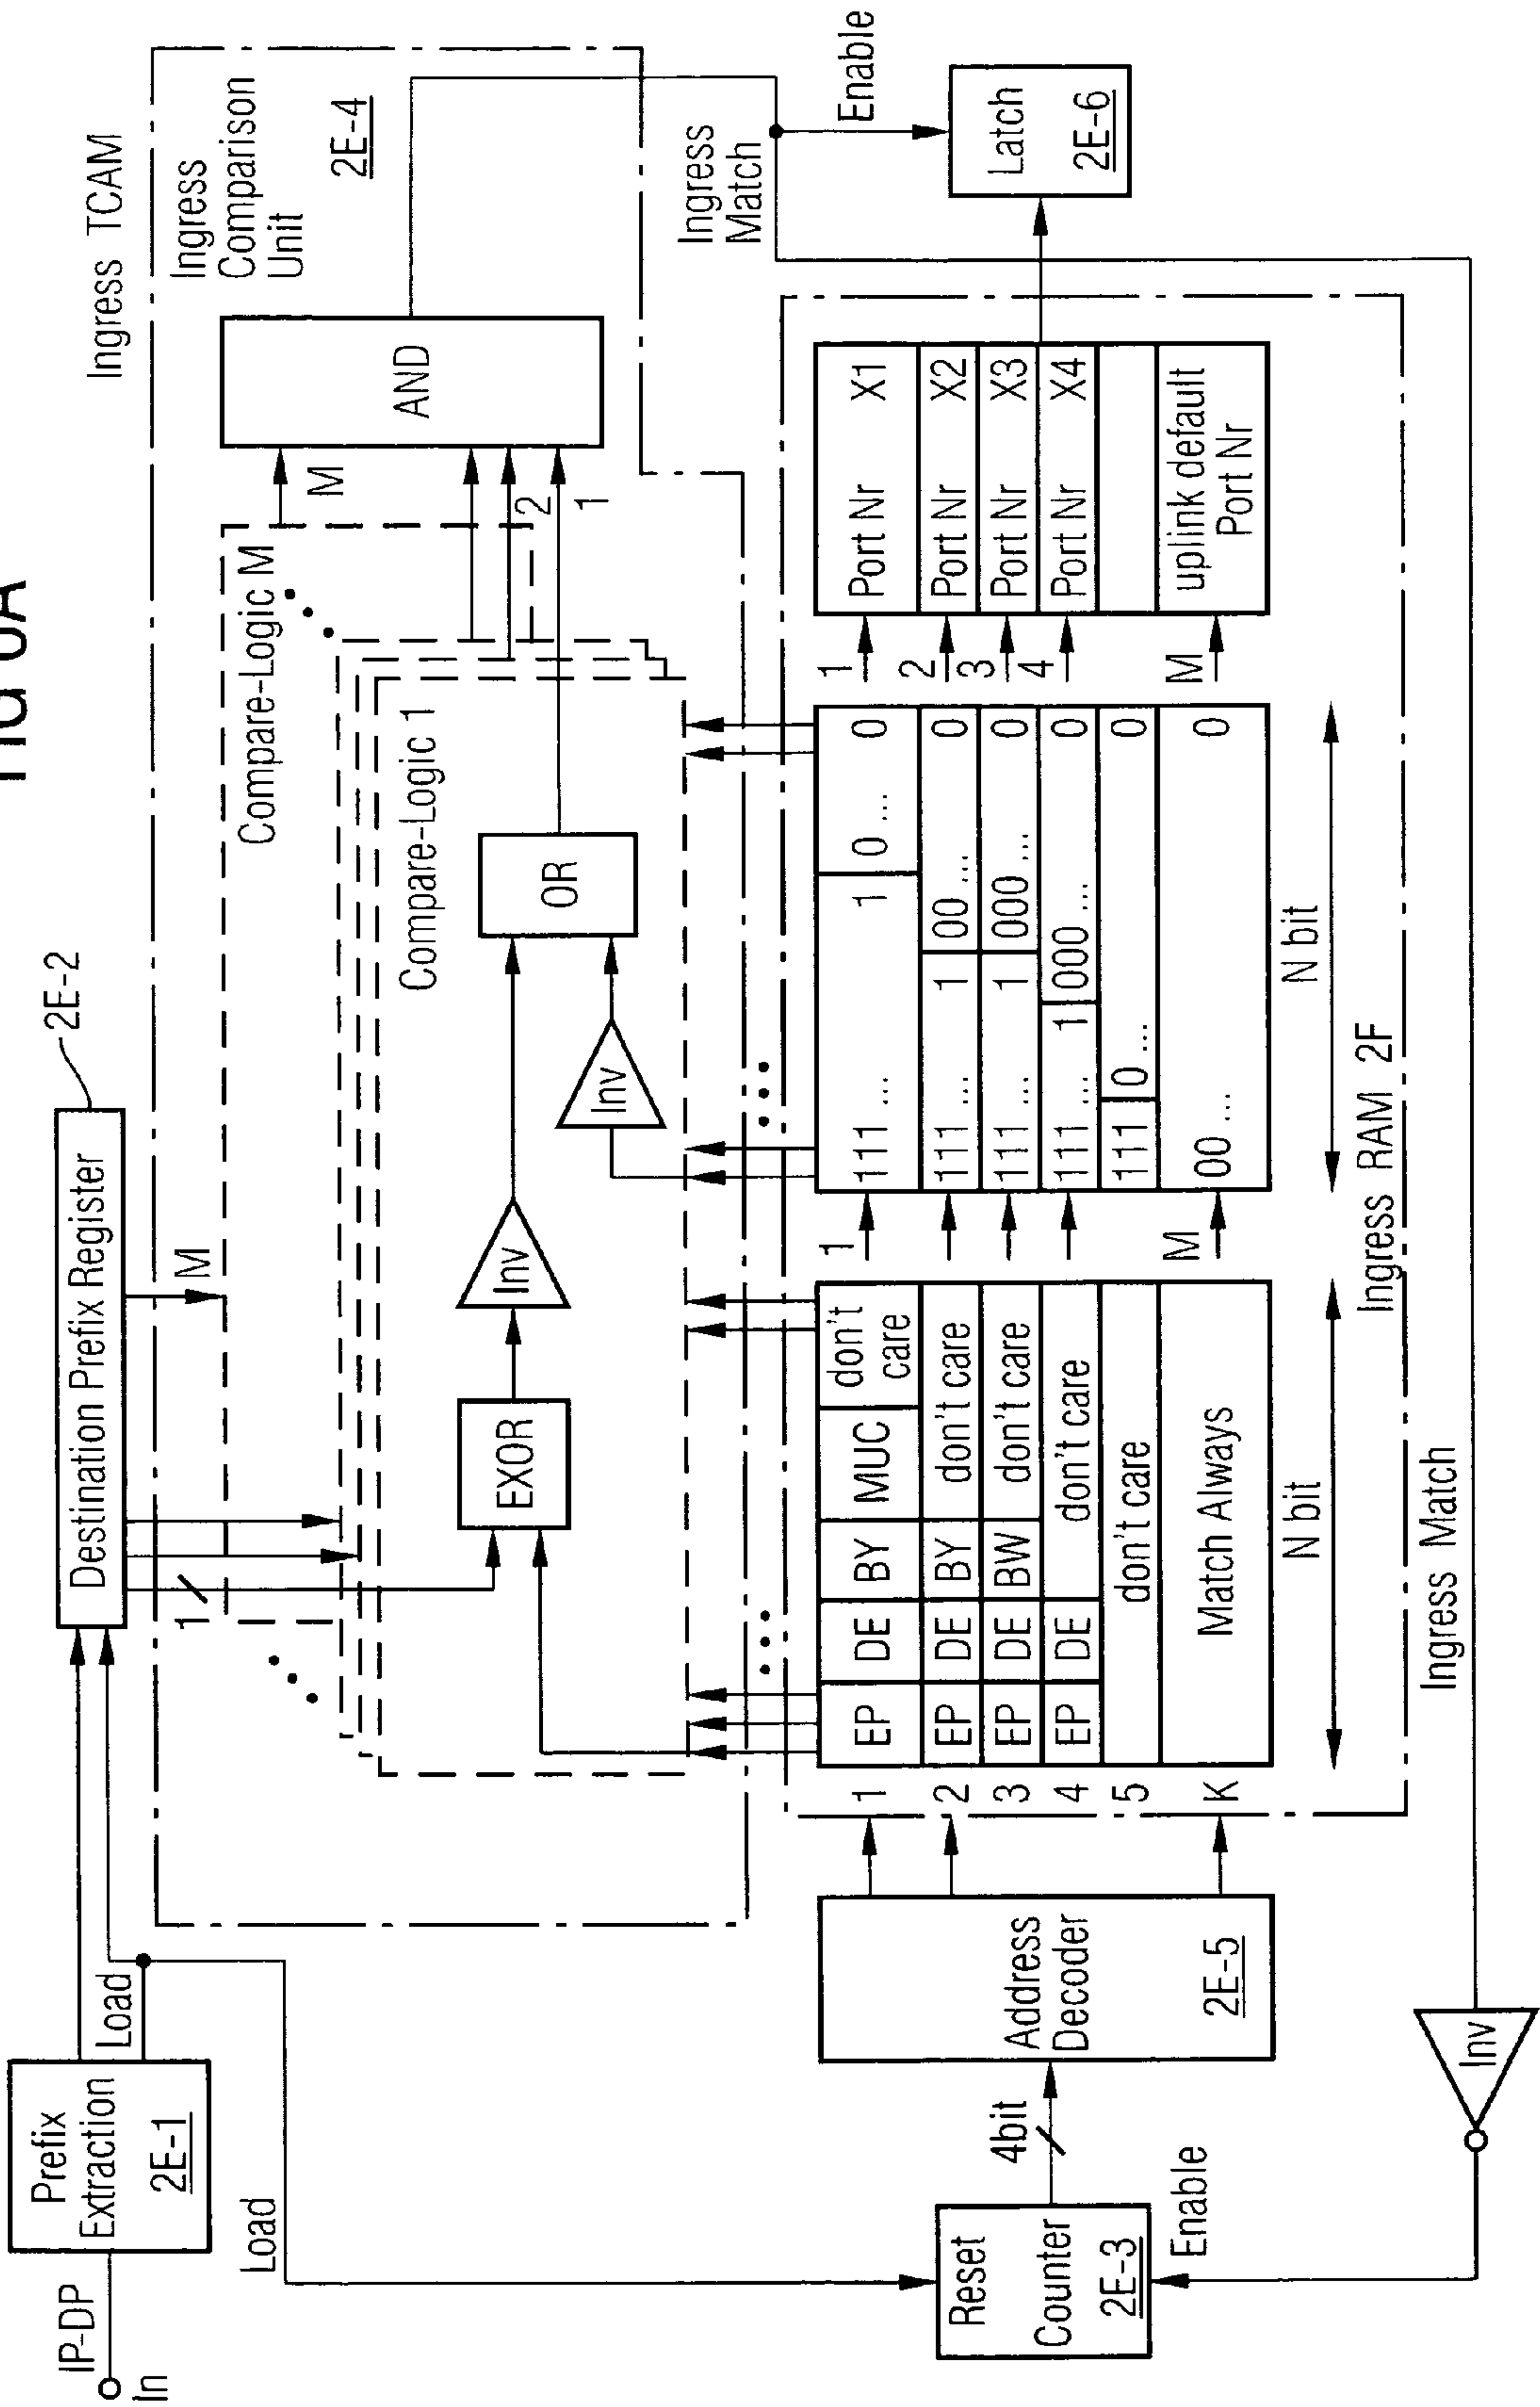 IP-DP
In
Prefix
Extraction
2E-1
Load
Load
Destination Prefix Register
2E-2
1
M
Ingress TCAM
Ingress
Comparison
Unit
2E-4
Compare-Logic M
Compare-Logic 1
EXOR
Inv
Inv
OR
AND
M
2
1
Ingress
Match
Enable
Latch
2E-6
Reset
Counter
2E-3
Enable
4bit
Address
Decoder
2E-5
1 EP DE BY MUC don't care
2 EP DE BY don't care
3 EP DE BW don't care
4 EP DE don't care
5 don't care
K Match Always
N bit
1
M
111 ... 1 0 ... 0
111 ... 1 00 ... 0
111 ... 1 000 ... 0
111 ... 1 000 ... 0
111 0 ... 0
00 ... 0
N bit
1 Port Nr X1
2 Port Nr X2
3 Port Nr X3
4 Port Nr X4
M uplink default
Port Nr
Ingress RAM 2F
Ingress Match
Inv